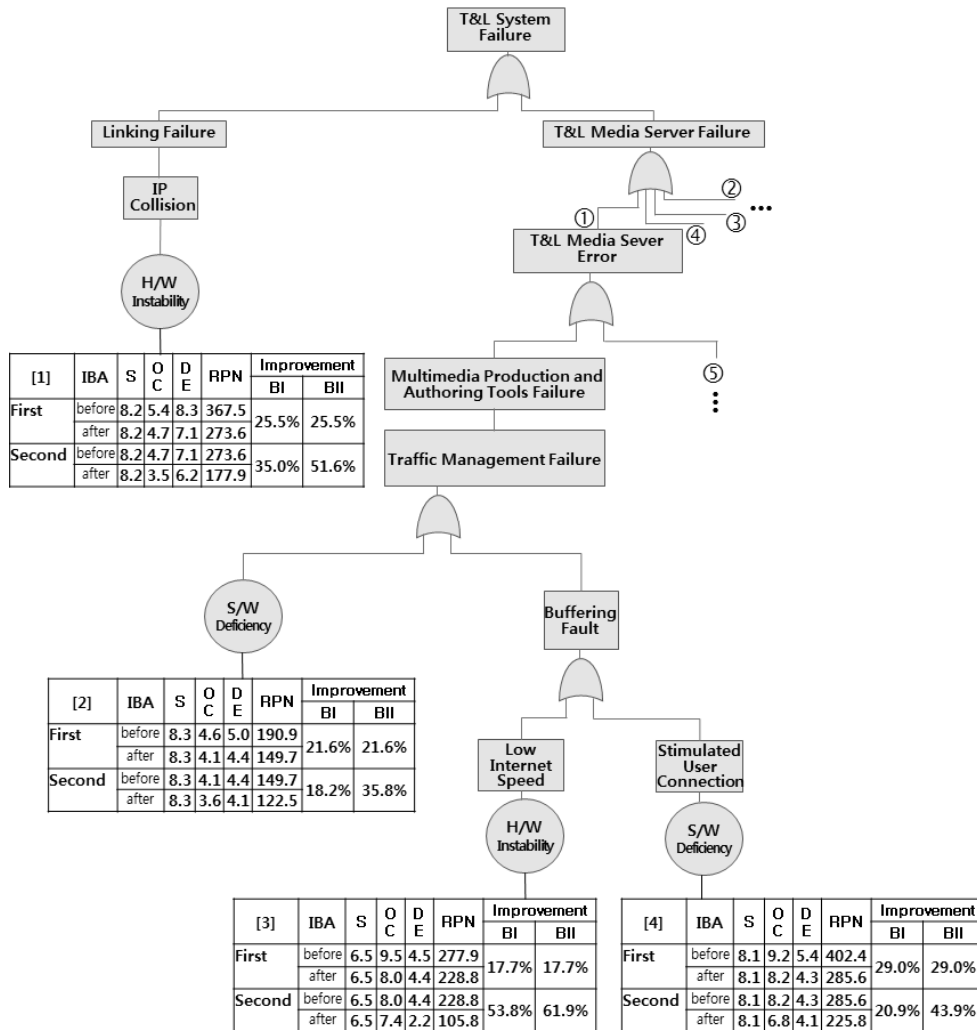 T&L System
Failure
Linking Failure
T&L Media Server Failure
IP
Collision
②
•••
①
③
④
T&L Media Sever
Error
H/W
Instability
[1] IBA S OC DE RPN Improvement
BI BII
First before 8.2 5.4 8.3 367.5 25.5% 25.5%
after 8.2 4.7 7.1 273.6
Second before 8.2 4.7 7.1 273.6 35.0% 51.6%
after 8.2 3.5 6.2 177.9
Multimedia Production and
Authoring Tools Failure
⑤
Traffic Management Failure
S/W
Deficiency
Buffering
Fault
[2] IBA S OC DE RPN Improvement
BI BII
First before 8.3 4.6 5.0 190.9 21.6% 21.6%
after 8.3 4.1 4.4 149.7
Second before 8.3 4.1 4.4 149.7 18.2% 35.8%
after 8.3 3.6 4.1 122.5
Low
Internet
Speed
Stimulated
User
Connection
H/W
Instability
S/W
Deficiency
[3] IBA S OC DE RPN Improvement
BI BII
First before 6.5 9.5 4.5 277.9 17.7% 17.7%
after 6.5 8.0 4.4 228.8
Second before 6.5 8.0 4.4 228.8 53.8% 61.9%
after 6.5 7.4 2.2 105.8
[4] IBA S OC DE RPN Improvement
BI BII
First before 8.1 9.2 5.4 402.4 29.0% 29.0%
after 8.1 8.2 4.3 285.6
Second before 8.1 8.2 4.3 285.6 20.9% 43.9%
after 8.1 6.8 4.1 225.8